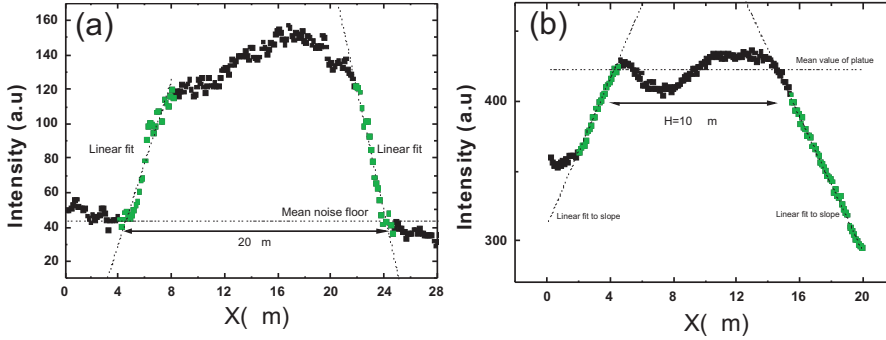 (a)
Intensity (a.u)
160
140
120
100
80
60
40
20
Linear fit
Linear fit
Mean noise floor
20 m
0 4 8 12 16 20 24 28
X( m)
(b)
Intensity (a.u)
400
300
Mean value of platue
H=10 m
Linear fit to slope
Linear fit to slope
0 4 8 12 16 20
X( m)